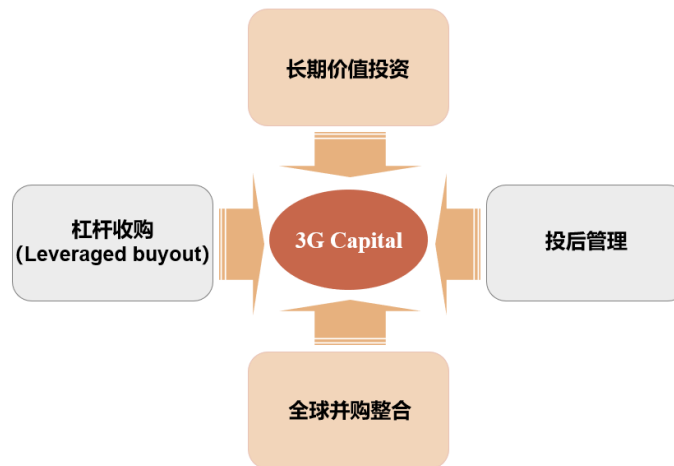 长期价值投资
杠杆收购
(Leveraged buyout)
3G Capital
投后管理
全球并购整合